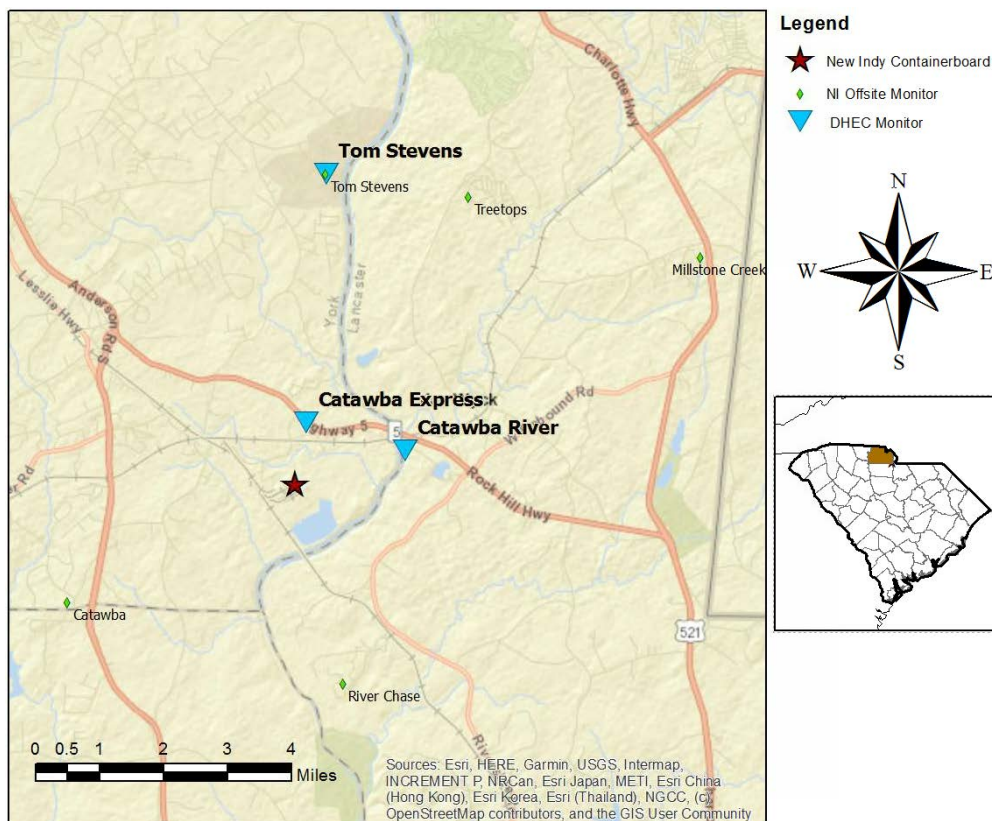 Legend
New Indy Containerboard
NI Offsite Monitor
DHEC Monitor
Charlotte Hwy
Tom Stevens
Tom Stevens
Treetops
Millstone Creek
Lesslie Hwy
Anderson Rd S
York
Lancaster
N
W
E
S
Catawba Express
Highway 5
5
Catawba River
Rock Hill Hwy
Catawba
521
River Chase
0 0.5 1 2 3 4
Miles
Sources: Esri, HERE, Garmin, USGS, Intermap,
INCREMENT P, NRCan, Esri Japan, METI, Esri China
(Hong Kong), Esri Korea, Esri (Thailand), NGCC, (c)
OpenStreetMap contributors, and the GIS User Community